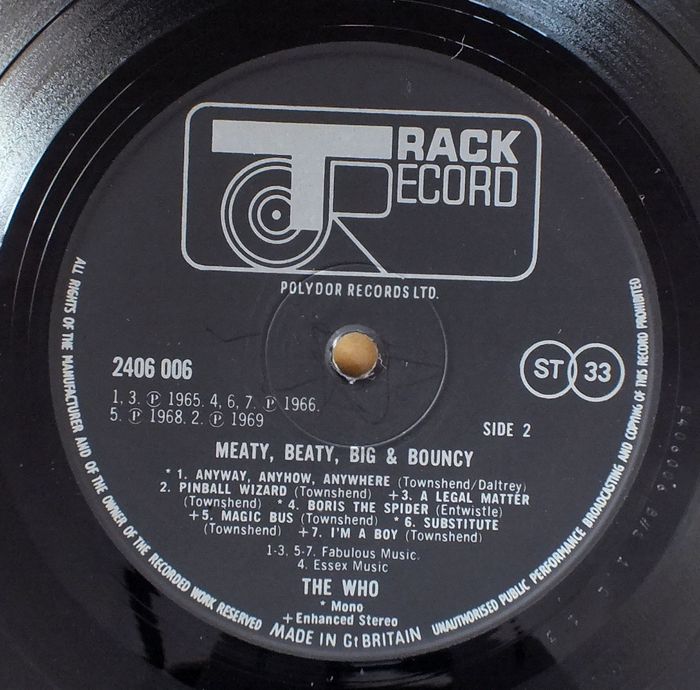 TRACK
RECORD
POLYDOR RECORDS LTD.
2406 006
ST 33
1, 3. Ⓟ 1965. 4, 6, 7. Ⓟ 1966.
5. Ⓟ 1968. 2. Ⓟ 1969
SIDE 2
MEATY, BEATY, BIG & BOUNCY
* 1. ANYWAY, ANYHOW, ANYWHERE (Townshend/Daltrey)
2. PINBALL WIZARD (Townshend) +3. A LEGAL MATTER
(Townshend) * 4. BORIS THE SPIDER (Entwistle)
+5. MAGIC BUS (Townshend) * 6. SUBSTITUTE
(Townshend) +7. I'M A BOY (Townshend)
1-3, 5-7, Fabulous Music.
4. Essex Music
THE WHO
* Mono
+Enhanced Stereo
ALL RIGHTS OF THE MANUFACTURER AND OF THE OWNER OF THE RECORDED WORK RESERVED
MADE IN Gt BRITAIN
UNAUTHORISED PUBLIC PERFORMANCE BROADCASTING AND COPYING OF THIS RECORD PROHIBITED